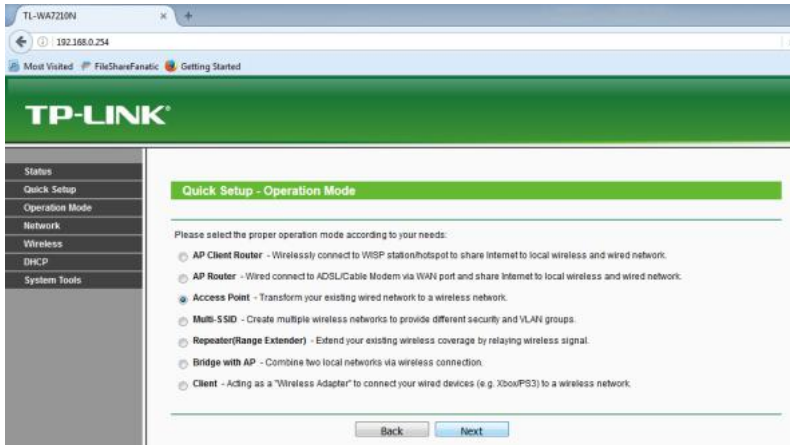 TL-WA7210N
192.168.0.254
Most Visited FileShareFanatic Getting Started
TP-LINK®
Status
Quick Setup
Operation Mode
Network
Wireless
DHCP
System Tools
Quick Setup - Operation Mode
Please select the proper operation mode according to your needs:
AP Client Router - Wirelessly connect to WISP station/hotspot to share Internet to local wireless and wired network.
AP Router - Wired connect to ADSL/Cable Modem via WAN port and share Internet to local wireless and wired network.
Access Point - Transform your existing wired network to a wireless network.
Multi-SSID - Create multiple wireless networks to provide different security and VLAN groups.
Repeater(Range Extender) - Extend your existing wireless coverage by relaying wireless signal.
Bridge with AP - Combine two local networks via wireless connection.
Client - Acting as a "Wireless Adapter" to connect your wired devices (e.g. Xbox/PS3) to a wireless network.
Back Next